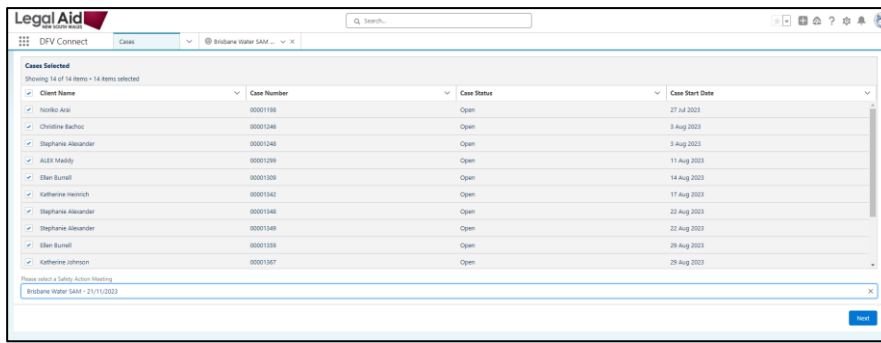 Legal Aid
NEW SOUTH WALES
Search...
DFV Connect
Cases
Brisbane Water SAM ...
Cases Selected
Showing 14 of 14 items • 14 items selected
Client Name Case Number Case Status Case Start Date
Noriko Arai 00001198 Open 27 Jul 2023
Christine Bachoc 00001246 Open 3 Aug 2023
Stephanie Alexander 00001248 Open 3 Aug 2023
ALEX Maddy 00001299 Open 11 Aug 2023
Ellen Burrell 00001309 Open 14 Aug 2023
Katherine Heinrich 00001342 Open 17 Aug 2023
Stephanie Alexander 00001348 Open 22 Aug 2023
Stephanie Alexander 00001349 Open 22 Aug 2023
Ellen Burrell 00001359 Open 29 Aug 2023
Katherine Johnson 00001367 Open 29 Aug 2023
Please select a Safety Action Meeting
Brisbane Water SAM - 21/11/2023
Next